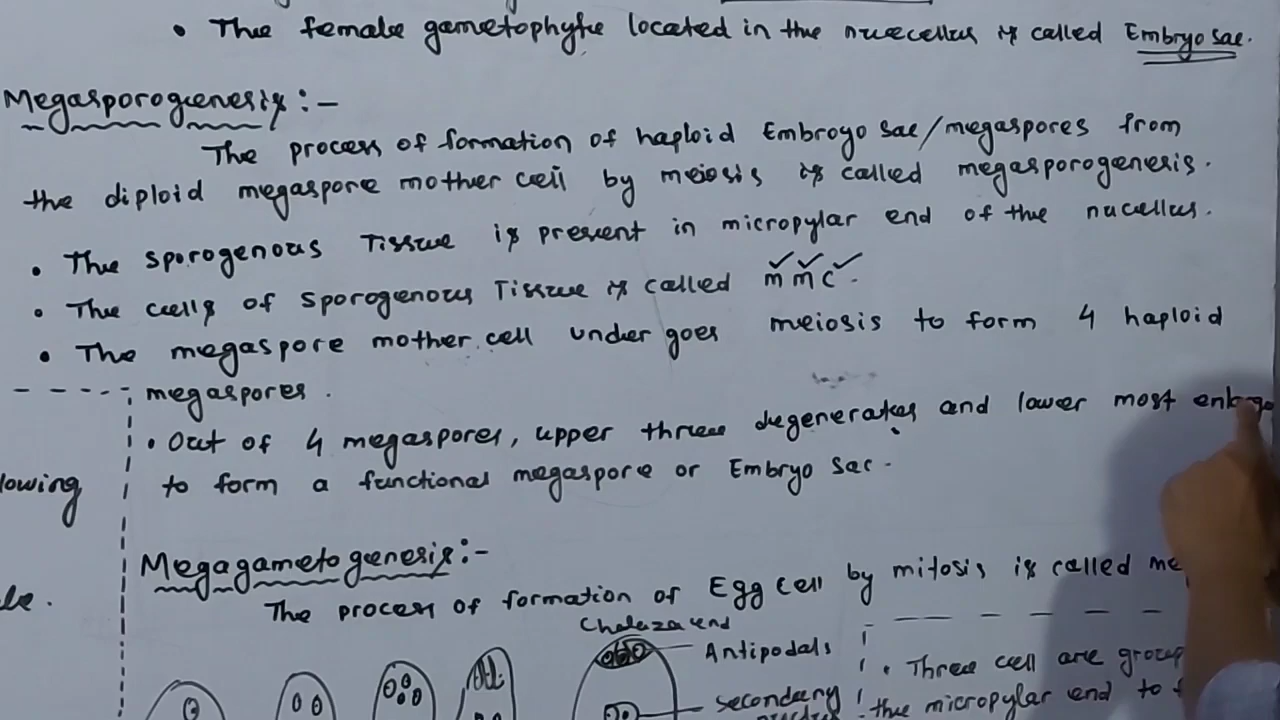 • The female gametophyte located in the nucellus is called Embryo sac.
Megasporogenesis :-
The process of formation of haploid Embroyo sac/megaspores from
the diploid megaspore mother cell by meiosis is called megasporogenesis.
• The sporogenous Tissue is present in micropylar end of the nucellus.
• The cells of sporogenous Tissue is called mmc.
• The megaspore mother cell under goes meiosis to form 4 haploid
megaspores.
• Out of 4 megaspores, upper three degenerates and lower most
lowing to form a functional megaspore or Embryo sac.
Megagametogenesis :-
The process of formation of Egg cell by mitosis is called
Chalaza end
Antipodals
• Three cell are
secondary
the micropylar end to